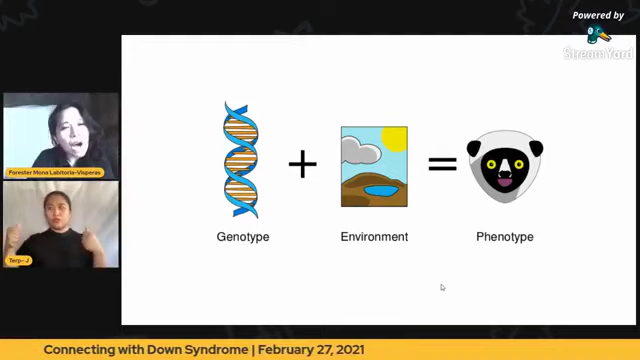 Powered by
StreamYard
Forester Mona Labitoria-Visperas
Terp- J
Genotype
Environment
Phenotype
Connecting with Down Syndrome | February 27, 2021